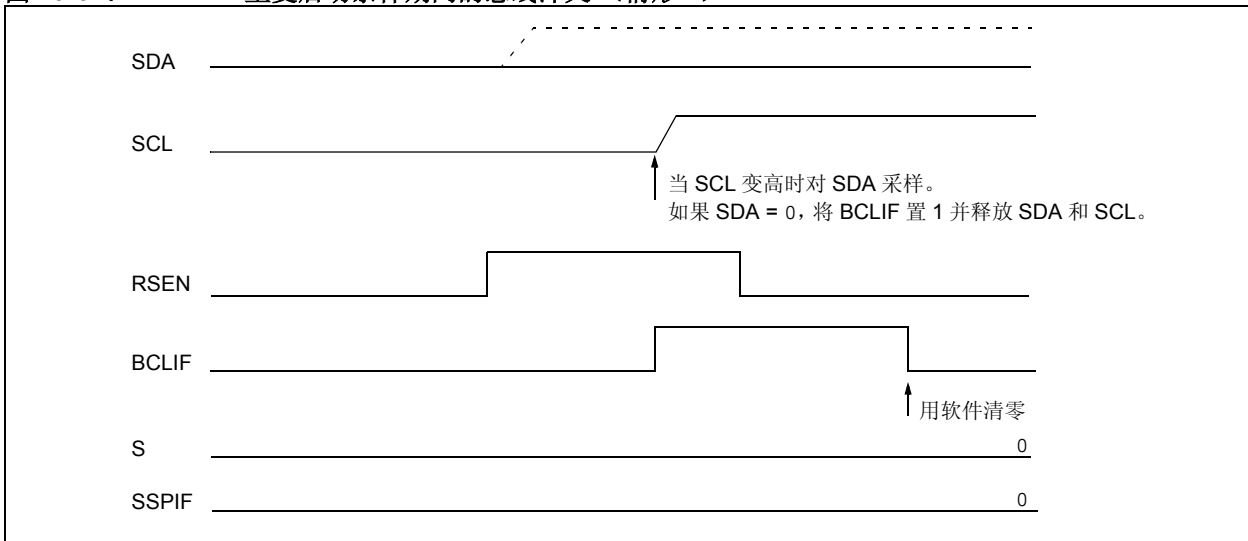 SDA
SCL
当 SCL 变高时对 SDA 采样。
如果 SDA = 0，将 BCLIF 置 1 并释放 SDA 和 SCL。
RSEN
BCLIF
用软件清零
S
0
SSPIF
0